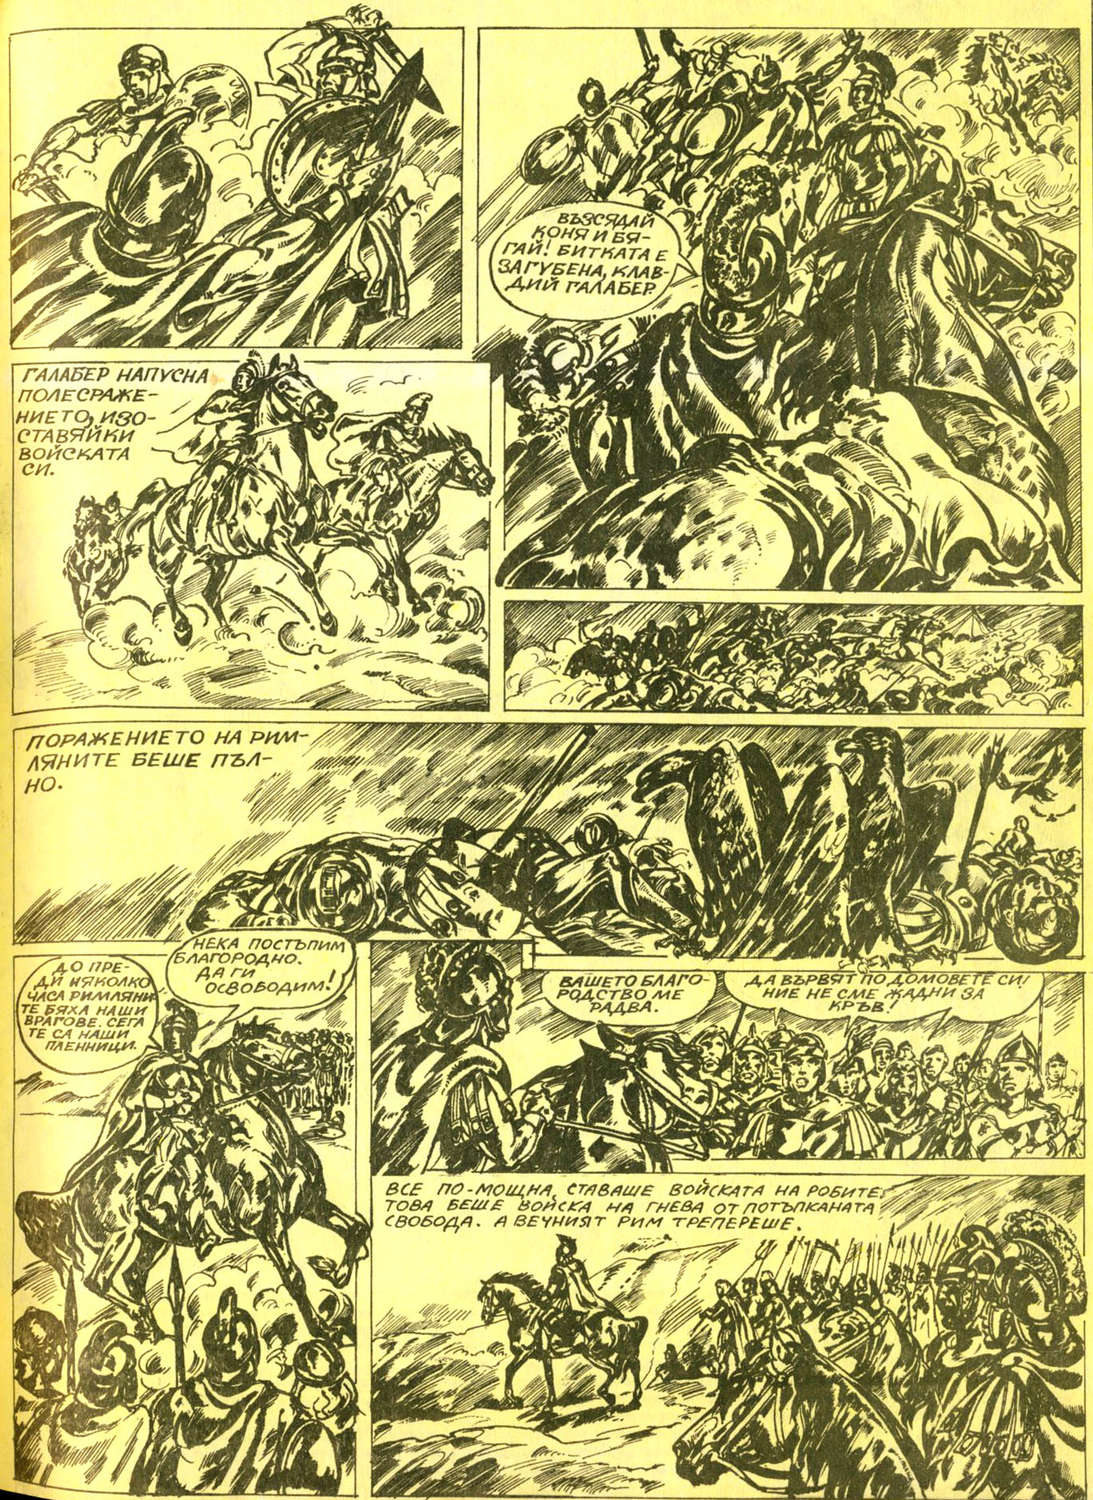 ВЪЗСЯДАЙ
КОНЯ И БЯ-
ГАЙ! БИТКАТА Е
ЗАГУБЕНА, КЛАВ-
ДИЙ ГАЛАБЕР
ГАЛАБЕР НАПУСНА
ПОЛЕСРАЖЕ-
НИЕТО, ИЗО-
СТАВЯЙКИ
ВОЙСКАТА
СИ.
ПОРАЖЕНИЕТО НА РИМ-
ЛЯНИТЕ БЕШЕ ПЪЛ-
НО.
ДО ПРЕ-
ДИ НЯКОЛКО
ЧАСА РИМЛЯНИ-
ТЕ БЯХА НАШИ
ВРАГОВЕ. СЕГА
ТЕ СА НАШИ
ПЛЕННИЦИ.
НЕКА ПОСТЪПИМ
БЛАГОРОДНО.
ДА ГИ
ОСВОБОДИМ!
ВАШЕТО БЛАГО-
РОДСТВО МЕ
РАДВА.
ДА ВЪРВЯТ ПО ДОМОВЕТЕ СИ!
НИЕ НЕ СМЕ ЖАДНИ ЗА
КРЪВ!
ВСЕ ПО-МОЩНА СТАВАШЕ ВОЙСКАТА НА РОБИТЕ.
ТОВА БЕШЕ ВОЙСКА НА ГНЕВА ОТ ПОТЪПКАНАТА
СВОБОДА. А ВЕЧНИЯТ РИМ ТРЕПЕРЕШЕ.